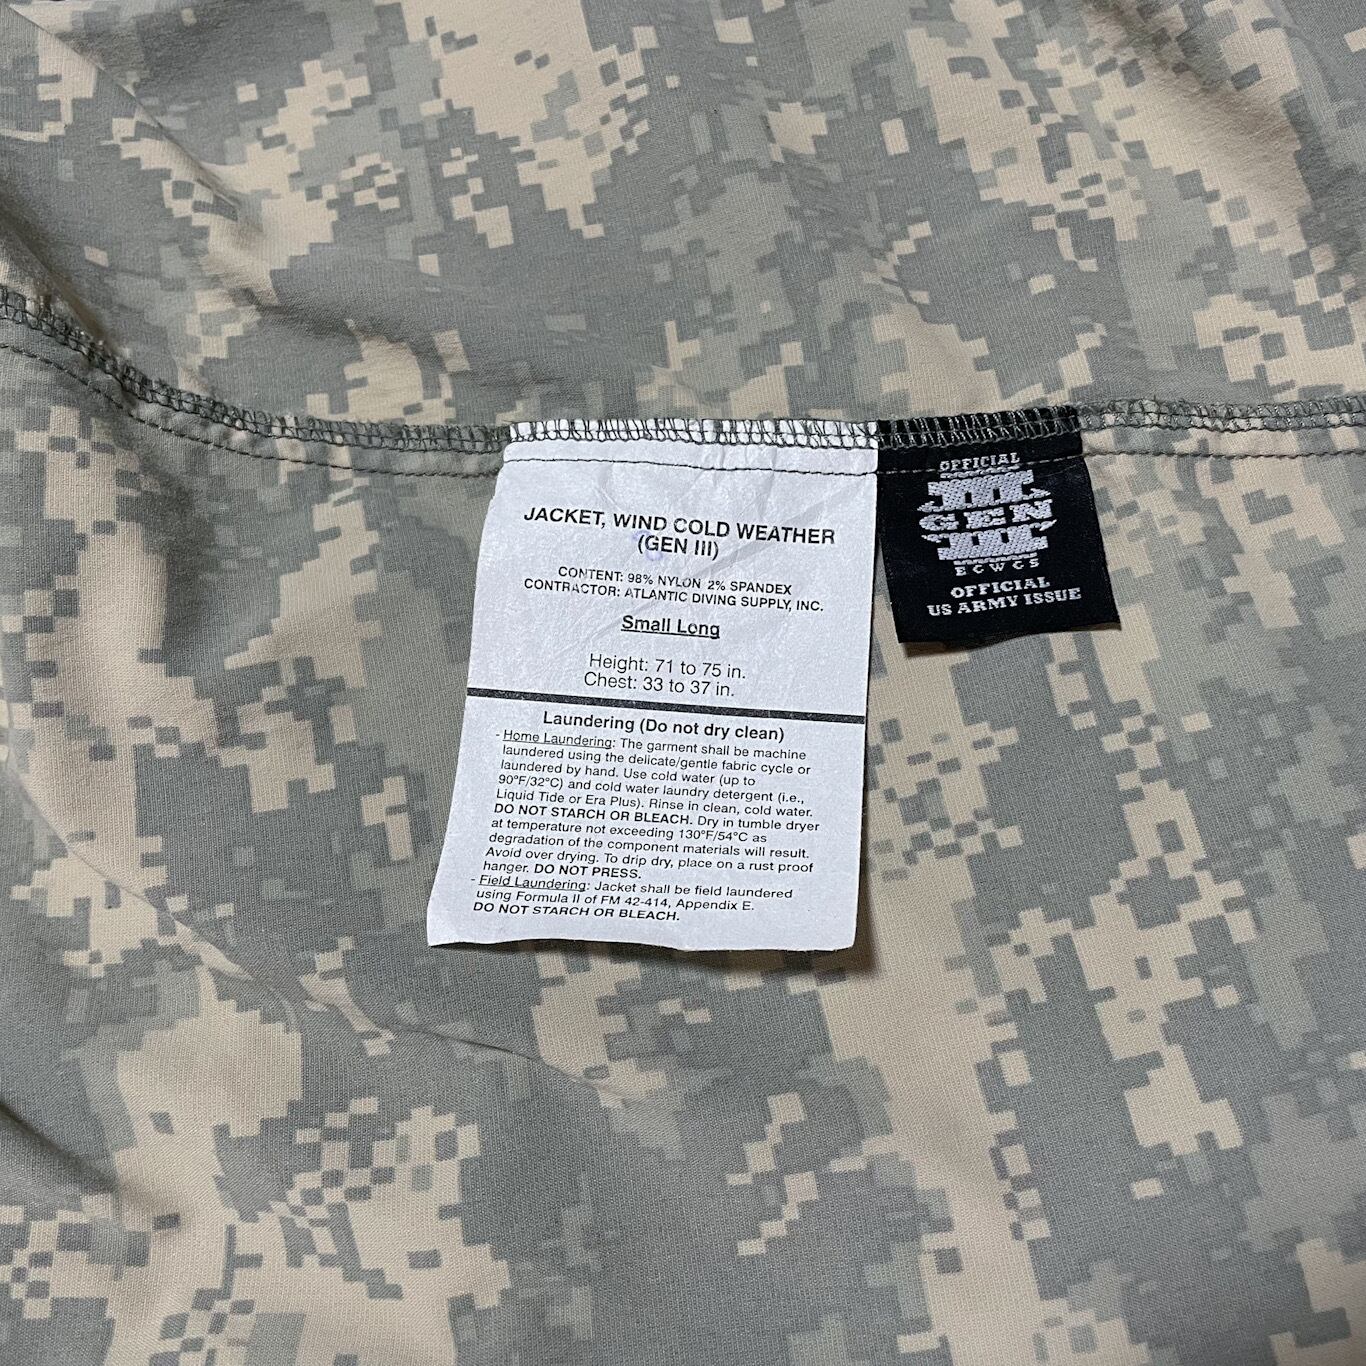 JACKET, WIND COLD WEATHER
(GEN III)
CONTENT: 98% NYLON 2% SPANDEX
CONTRACTOR: ATLANTIC DIVING SUPPLY, INC.
Small Long
Height: 71 to 75 in.
Chest: 33 to 37 in.
Laundering (Do not dry clean)
- Home Laundering: The garment shall be machine
laundered using the delicate/gentle fabric cycle or
laundered by hand. Use cold water (up to
90°F/32°C) and cold water laundry detergent (i.e.,
Liquid Tide or Era Plus). Rinse in clean, cold water.
DO NOT STARCH OR BLEACH. Dry in tumble dryer
at temperature not exceeding 130°F/54°C as
degradation of the component materials will result.
Avoid over drying. To drip dry, place on a rust proof
hanger. DO NOT PRESS.
- Field Laundering: Jacket shall be field laundered
using Formula II of FM 42-414, Appendix E.
DO NOT STARCH OR BLEACH.
OFFICIAL
III
GEN
III
ECWCS
OFFICIAL
US ARMY ISSUE